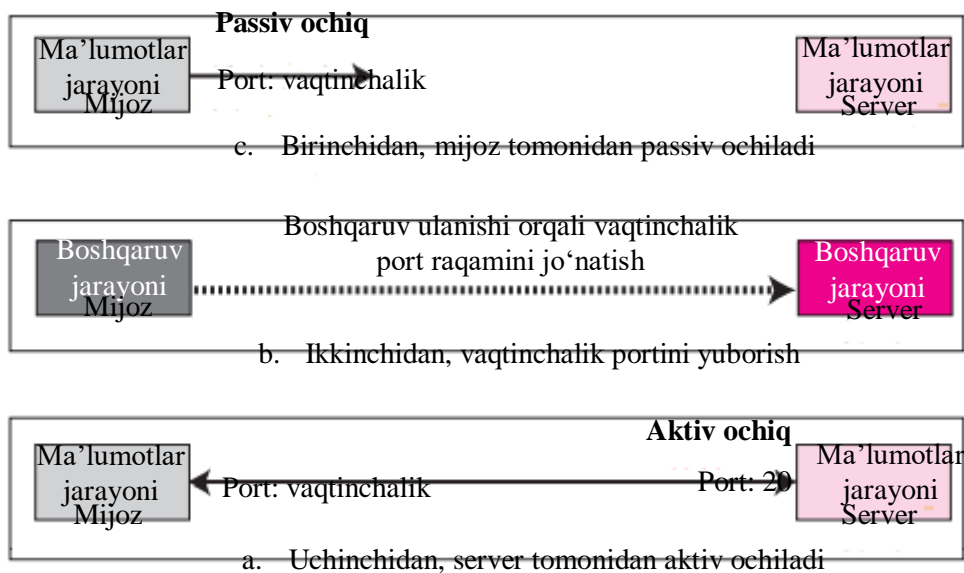 Passiv ochiq
Ma’lumotlar
jarayoni
Mijoz
Port: vaqtinchalik
Ma’lumotlar
jarayoni
Server
c. Birinchidan, mijoz tomonidan passiv ochiladi
Boshqaruv ulanishi orqali vaqtinchalik
port raqamini jo‘natish
Boshqaruv
jarayoni
Mijoz
Boshqaruv
jarayoni
Server
b. Ikkinchidan, vaqtinchalik portini yuborish
Aktiv ochiq
Ma’lumotlar
jarayoni
Mijoz
Port: vaqtinchalik
Port: 20
Ma’lumotlar
jarayoni
Server
a. Uchinchidan, server tomonidan aktiv ochiladi